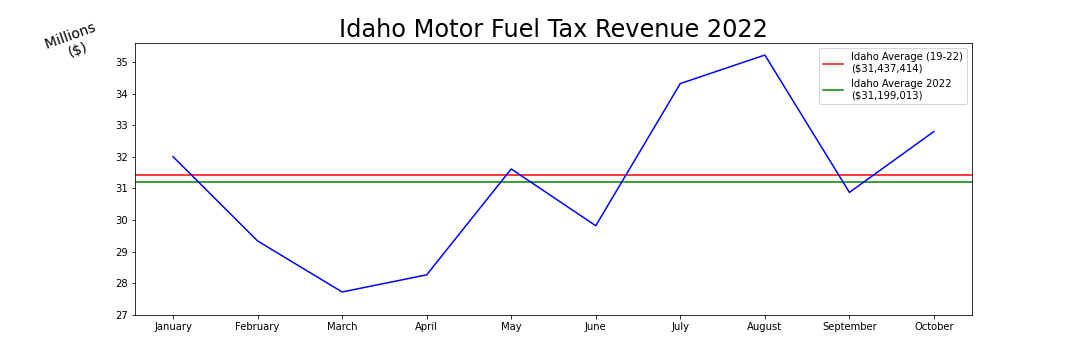 Idaho Motor Fuel Tax Revenue 2022
Millions
($)
Idaho Average (19-22)
($31,437,414)
Idaho Average 2022
($31,199,013)
35
34
33
32
31
30
29
28
27
January February March April May June July August September October